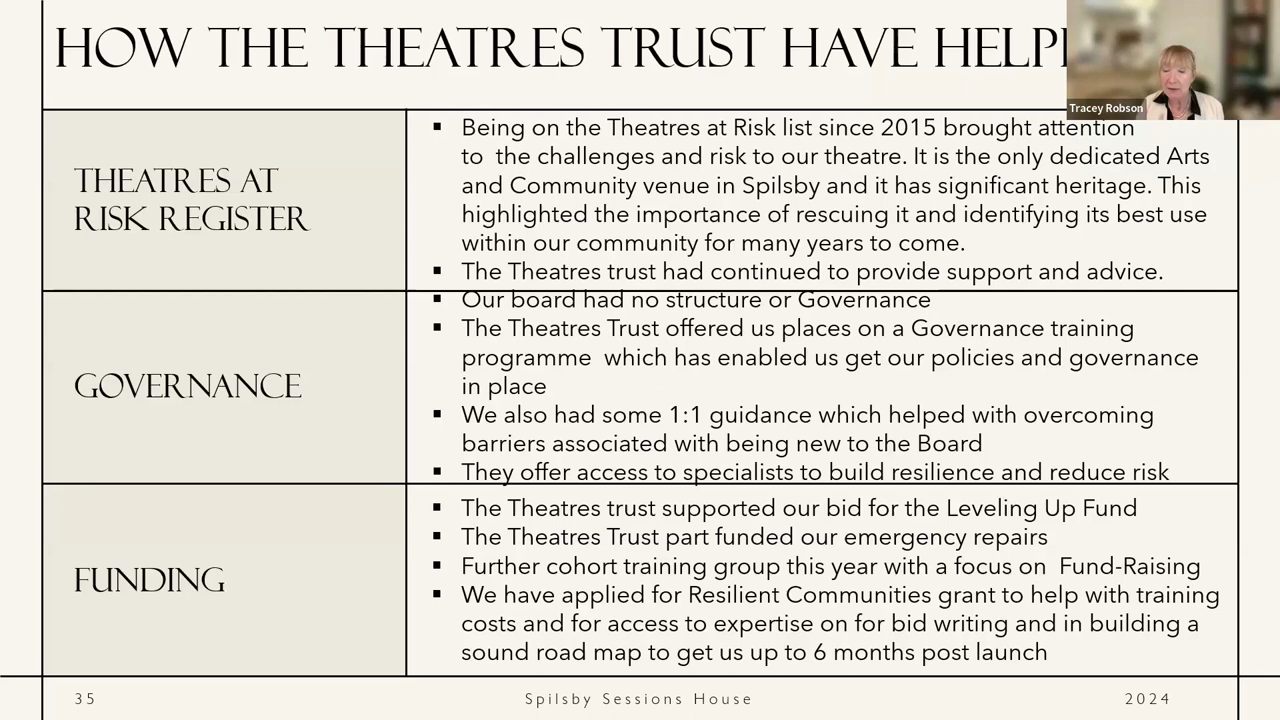 HOW THE THEATRES TRUST HAVE
Tracey Robson
THEATRES AT
RISK REGISTER
▪ Being on the Theatres at Risk list since 2015 brought attention
to  the challenges and risk to our theatre. It is the only dedicated Arts
and Community venue in Spilsby and it has significant heritage. This
highlighted the importance of rescuing it and identifying its best use
within our community for many years to come.
▪ The Theatres trust had continued to provide support and advice.
GOVERNANCE
▪ Our board had no structure or Governance
▪ The Theatres Trust offered us places on a Governance training
programme  which has enabled us get our policies and governance
in place
▪ We also had some 1:1 guidance which helped with overcoming
barriers associated with being new to the Board
▪ They offer access to specialists to build resilience and reduce risk
FUNDING
▪ The Theatres trust supported our bid for the Leveling Up Fund
▪ The Theatres Trust part funded our emergency repairs
▪ Further cohort training group this year with a focus on  Fund-Raising
▪ We have applied for Resilient Communities grant to help with training
costs and for access to expertise on for bid writing and in building a
sound road map to get us up to 6 months post launch
35
Spilsby Sessions House
2024